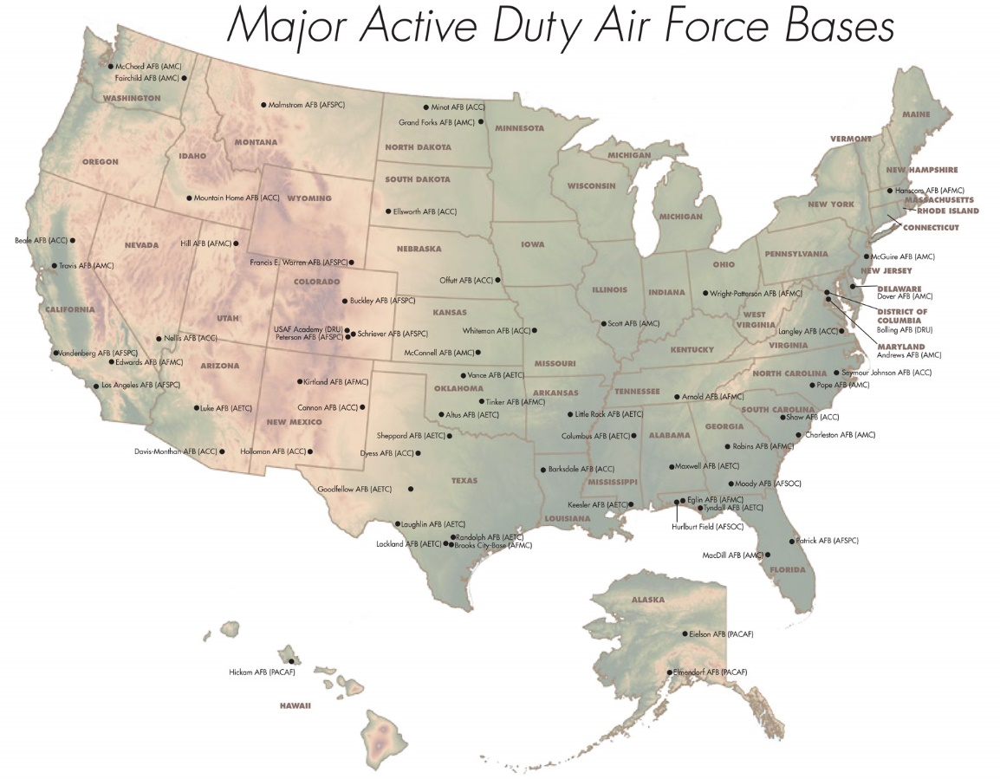 Major Active Duty Air Force Bases
McChord AFB (AMC)
Fairchild AFB (AMC)
WASHINGTON
Malmstrom AFB (AFSPC)
MONTANA
Minot AFB (ACC)
Grand Forks AFB (AMC)
NORTH DAKOTA
MINNESOTA
MICHIGAN
WISCONSIN
MICHIGAN
MAINE
VERMONT
NEW HAMPSHIRE
Hanscom AFB (AFMC)
MASSACHUSETTS
RHODE ISLAND
CONNECTICUT
NEW YORK
OREGON
IDAHO
Mountain Home AFB (ACC)
WYOMING
SOUTH DAKOTA
Ellsworth AFB (ACC)
Beale AFB (ACC)
Travis AFB (AMC)
NEVADA
Hill AFB (AFMC)
Francis E. Warren AFB (AFSPC)
NEBRASKA
Offutt AFB (ACC)
IOWA
ILLINOIS
INDIANA
OHIO
Wright-Patterson AFB (AFMC)
PENNSYLVANIA
McGuire AFB (AMC)
NEW JERSEY
DELAWARE
Dover AFB (AMC)
DISTRICT OF
COLUMBIA
Bolling AFB (DRU)
MARYLAND
Andrews AFB (AMC)
CALIFORNIA
UTAH
COLORADO
Buckley AFB (AFSPC)
USAF Academy (DRU)
Peterson AFB (AFSPC)
Schriever AFB (AFSPC)
KANSAS
Whiteman AFB (ACC)
McConnell AFB (AMC)
MISSOURI
Scott AFB (AMC)
KENTUCKY
WEST
VIRGINIA
Langley AFB (ACC)
VIRGINIA
Nellis AFB (ACC)
Vandenberg AFB (AFSPC)
Edwards AFB (AFMC)
Los Angeles AFB (AFSPC)
ARIZONA
Luke AFB (AETC)
Davis-Monthan AFB (ACC)
Kirtland AFB (AFMC)
Cannon AFB (ACC)
NEW MEXICO
Holloman AFB (ACC)
Vance AFB (AETC)
OKLAHOMA
Tinker AFB (AFMC)
Altus AFB (AETC)
ARKANSAS
Little Rock AFB (AETC)
TENNESSEE
Arnold AFB (AFMC)
NORTH CAROLINA
Seymour Johnson AFB (ACC)
Pope AFB (AMC)
SOUTH CAROLINA
Shaw AFB (ACC)
Charleston AFB (AMC)
Sheppard AFB (AETC)
Dyess AFB (ACC)
TEXAS
Goodfellow AFB (AETC)
Laughlin AFB (AETC)
Randolph AFB (AETC)
Lackland AFB (AETC)
Brooks City-Base (AFMC)
Barksdale AFB (ACC)
LOUISIANA
Columbus AFB (AETC)
MISSISSIPPI
Keesler AFB (AETC)
ALABAMA
Maxwell AFB (AETC)
GEORGIA
Robins AFB (AFMC)
Moody AFB (AFSOC)
Eglin AFB (AFMC)
Tyndall AFB (AETC)
Hurlburt Field (AFSOC)
Patrick AFB (AFSPC)
MacDill AFB (AMC)
FLORIDA
ALASKA
Eielson AFB (PACAF)
Elmendorf AFB (PACAF)
Hickam AFB (PACAF)
HAWAII